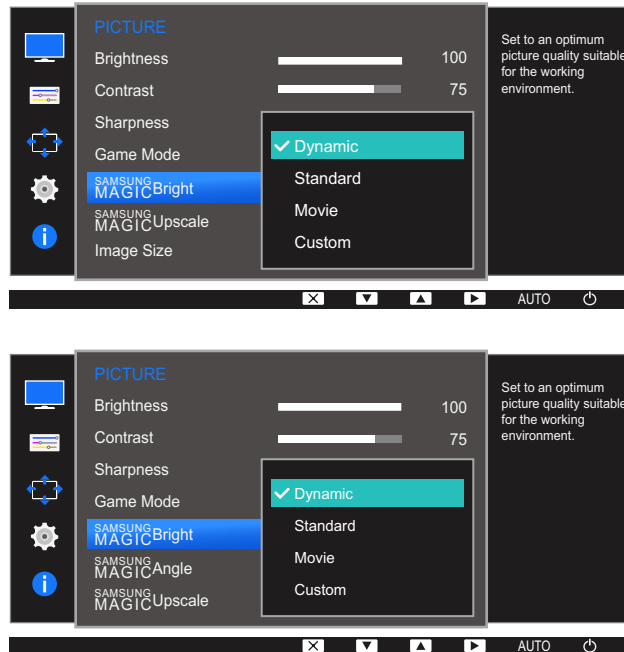 PICTURE
Brightness 100
Contrast 75
Sharpness
Game Mode
SAMSUNG
MAGICBright
SAMSUNG
MAGICUpscale
Image Size
Dynamic
Standard
Movie
Custom
Set to an optimum
picture quality suitable
for the working
environment.
AUTO
PICTURE
Brightness 100
Contrast 75
Sharpness
Game Mode
SAMSUNG
MAGICBright
SAMSUNG
MAGICAngle
SAMSUNG
MAGICUpscale
Dynamic
Standard
Movie
Custom
Set to an optimum
picture quality suitable
for the working
environment.
AUTO